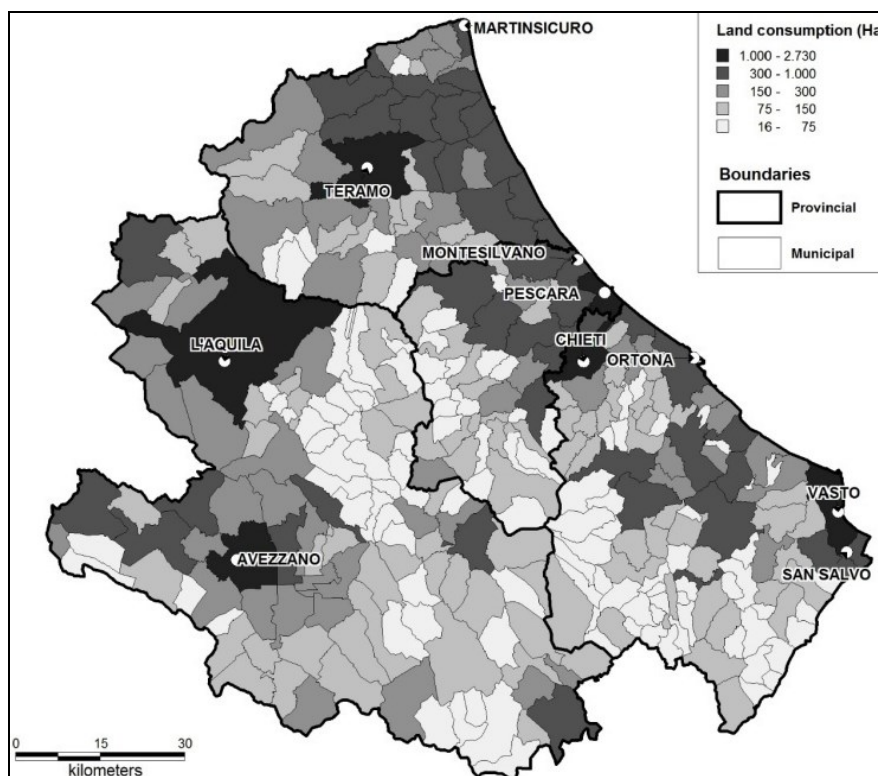 MARTINSICURO
Land consumption (Ha
1.000 - 2.730
300 - 1.000
150 - 300
75 - 150
16 - 75
Boundaries
Provincial
Municipal
TERAMO
MONTESILVANO
PESCARA
L'AQUILA
CHIETI
ORTONA
VASTO
AVEZZANO
SAN SALVO
0 15 30
kilometers